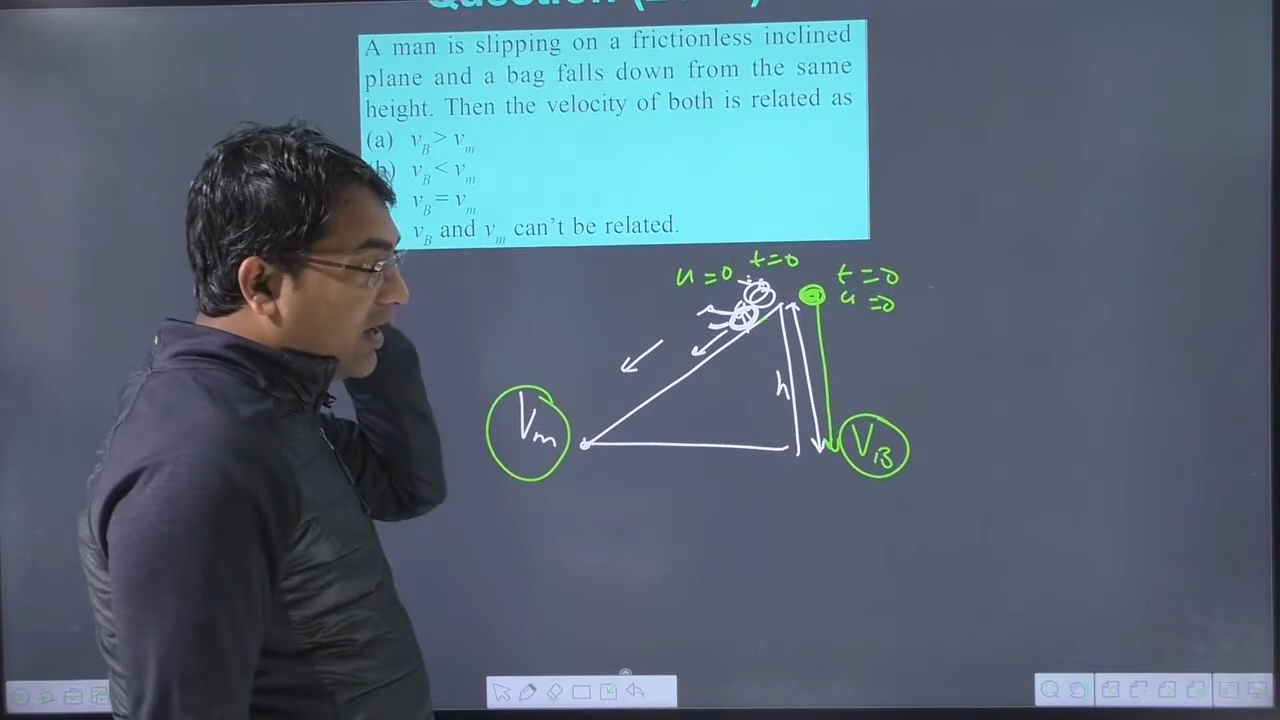 A man is slipping on a frictionless inclined
plane and a bag falls down from the same
height. Then the velocity of both is related as
(a) v_B > v_m
(b) v_B < v_m
v_B = v_m
v_B and v_m can't be related.
u=0 t=0
t=0
u=0
h
V_m
V_B